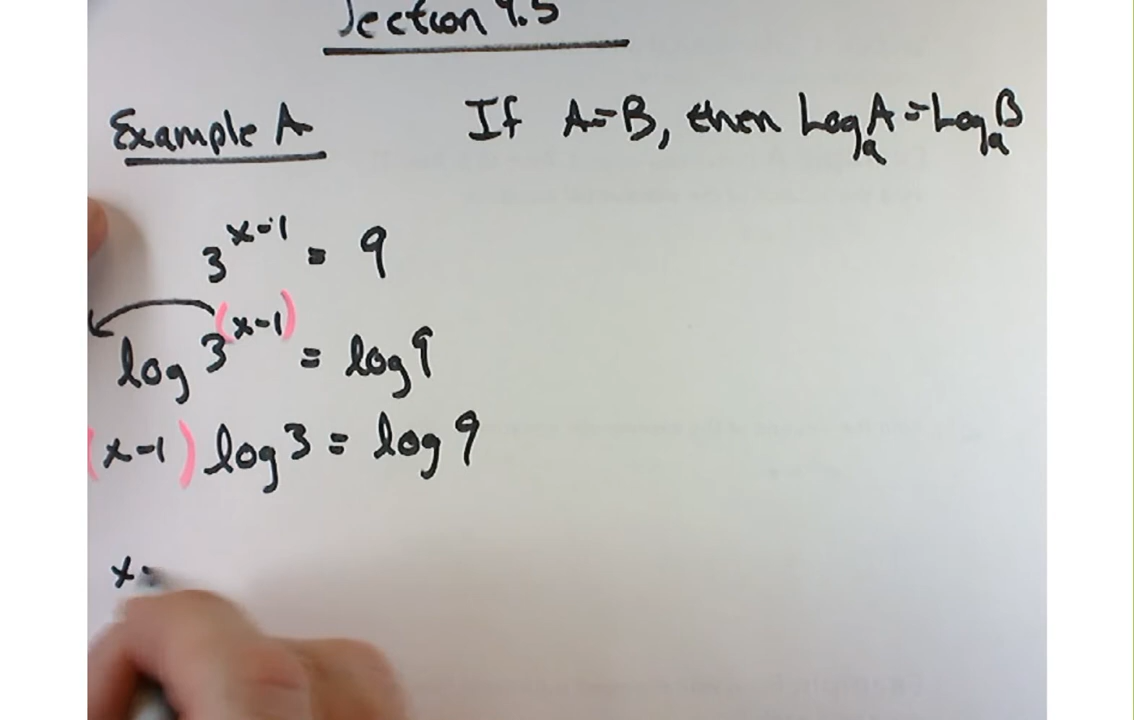 Section 9.5
Example A
If A=B, then Log_a A = Log_a B
3^{x-1} = 9
log 3^{(x-1)} = log 9
(x-1) log 3 = log 9
x-